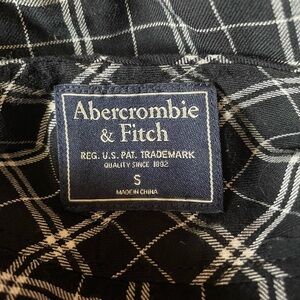 Abercrombie
& Fitch
REG. U.S. PAT. TRADEMARK
QUALITY SINCE 1892
S
MADE IN CHINA